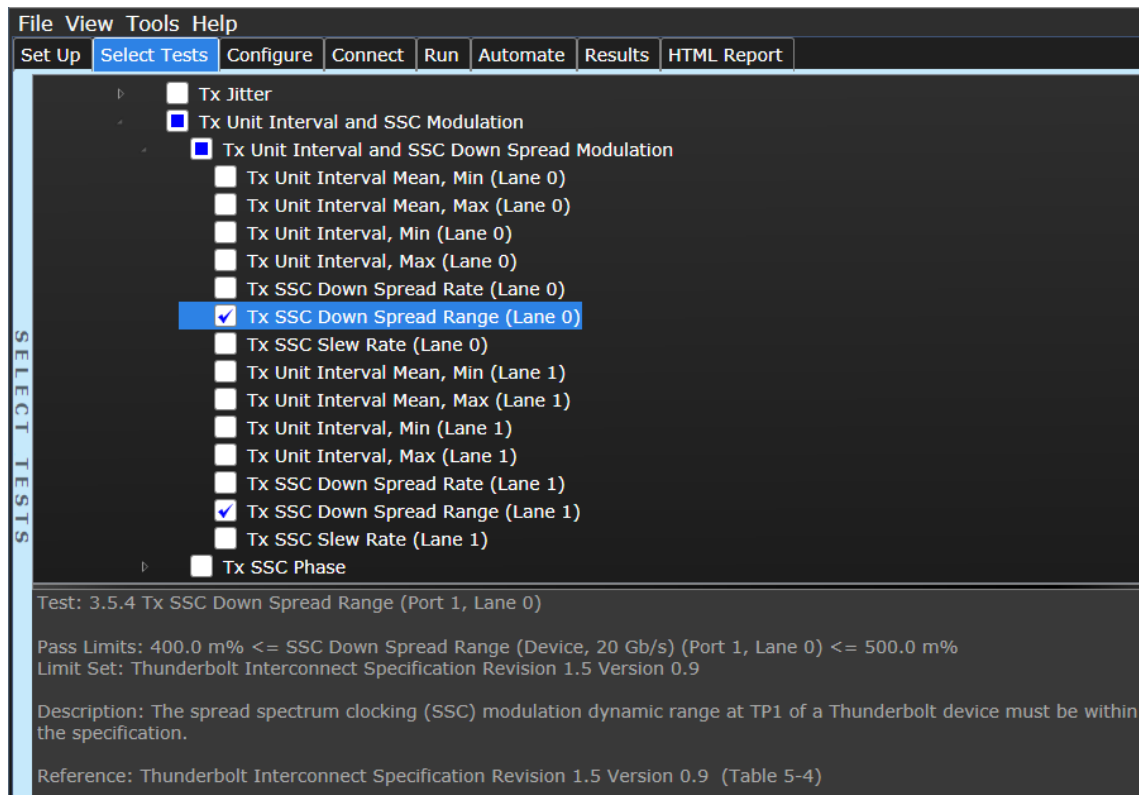 File View Tools Help
Set Up Select Tests Configure Connect Run Automate Results HTML Report
SELECT TESTS
Tx Jitter
Tx Unit Interval and SSC Modulation
Tx Unit Interval and SSC Down Spread Modulation
Tx Unit Interval Mean, Min (Lane 0)
Tx Unit Interval Mean, Max (Lane 0)
Tx Unit Interval, Min (Lane 0)
Tx Unit Interval, Max (Lane 0)
Tx SSC Down Spread Rate (Lane 0)
Tx SSC Down Spread Range (Lane 0)
Tx SSC Slew Rate (Lane 0)
Tx Unit Interval Mean, Min (Lane 1)
Tx Unit Interval Mean, Max (Lane 1)
Tx Unit Interval, Min (Lane 1)
Tx Unit Interval, Max (Lane 1)
Tx SSC Down Spread Rate (Lane 1)
Tx SSC Down Spread Range (Lane 1)
Tx SSC Slew Rate (Lane 1)
Tx SSC Phase
Test: 3.5.4 Tx SSC Down Spread Range (Port 1, Lane 0)
Pass Limits: 400.0 m% <= SSC Down Spread Range (Device, 20 Gb/s) (Port 1, Lane 0) <= 500.0 m%
Limit Set: Thunderbolt Interconnect Specification Revision 1.5 Version 0.9
Description: The spread spectrum clocking (SSC) modulation dynamic range at TP1 of a Thunderbolt device must be within
the specification.
Reference: Thunderbolt Interconnect Specification Revision 1.5 Version 0.9 (Table 5-4)